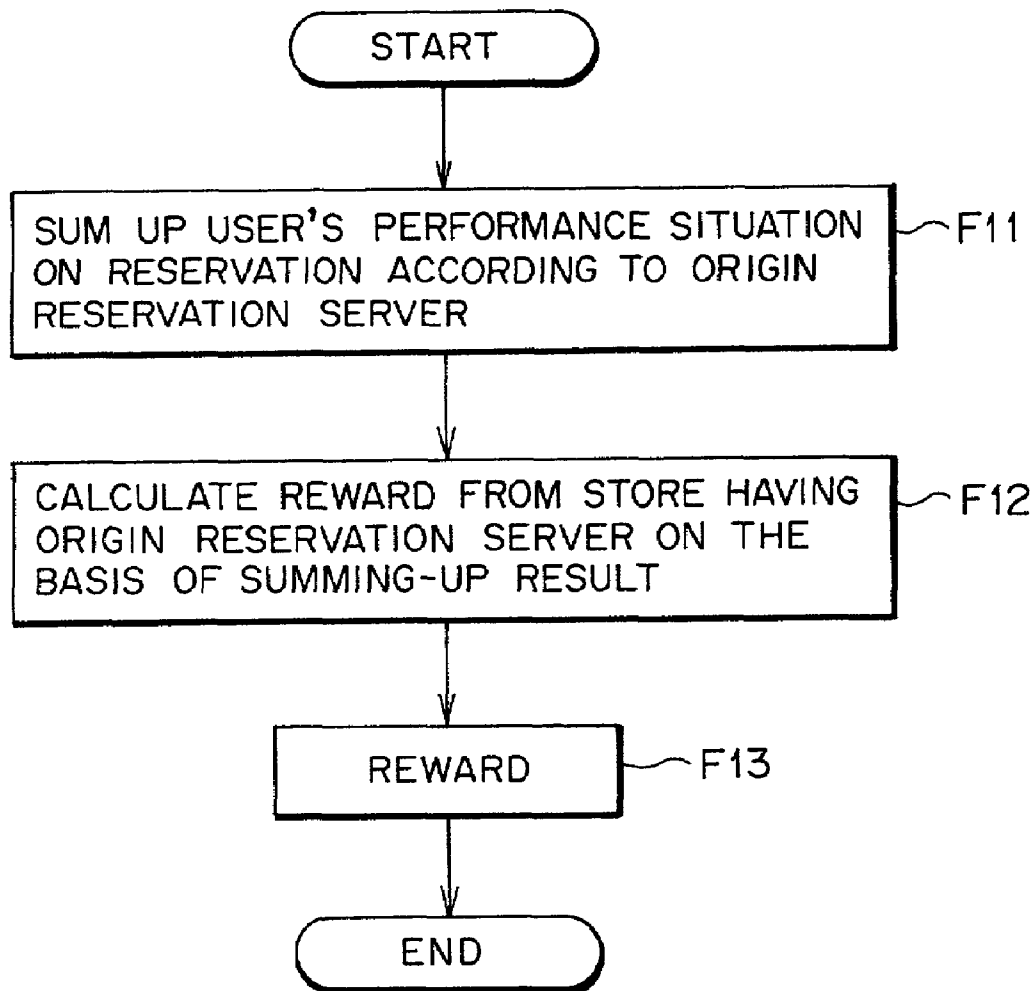 START
SUM UP USER'S PERFORMANCE SITUATION
ON RESERVATION ACCORDING TO ORIGIN
RESERVATION SERVER
F11
CALCULATE REWARD FROM STORE HAVING
ORIGIN RESERVATION SERVER ON THE
BASIS OF SUMMING-UP RESULT
F12
REWARD
F13
END